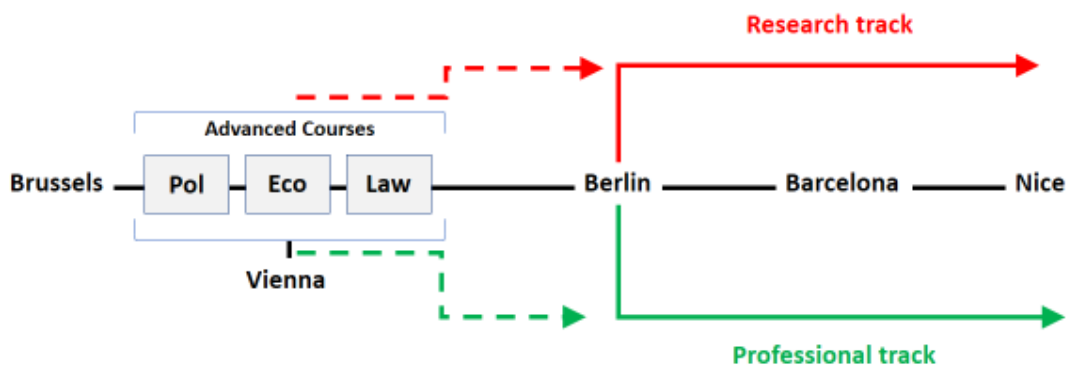 Research track
Advanced Courses
Brussels Pol Eco Law Berlin Barcelona Nice
Vienna
Professional track